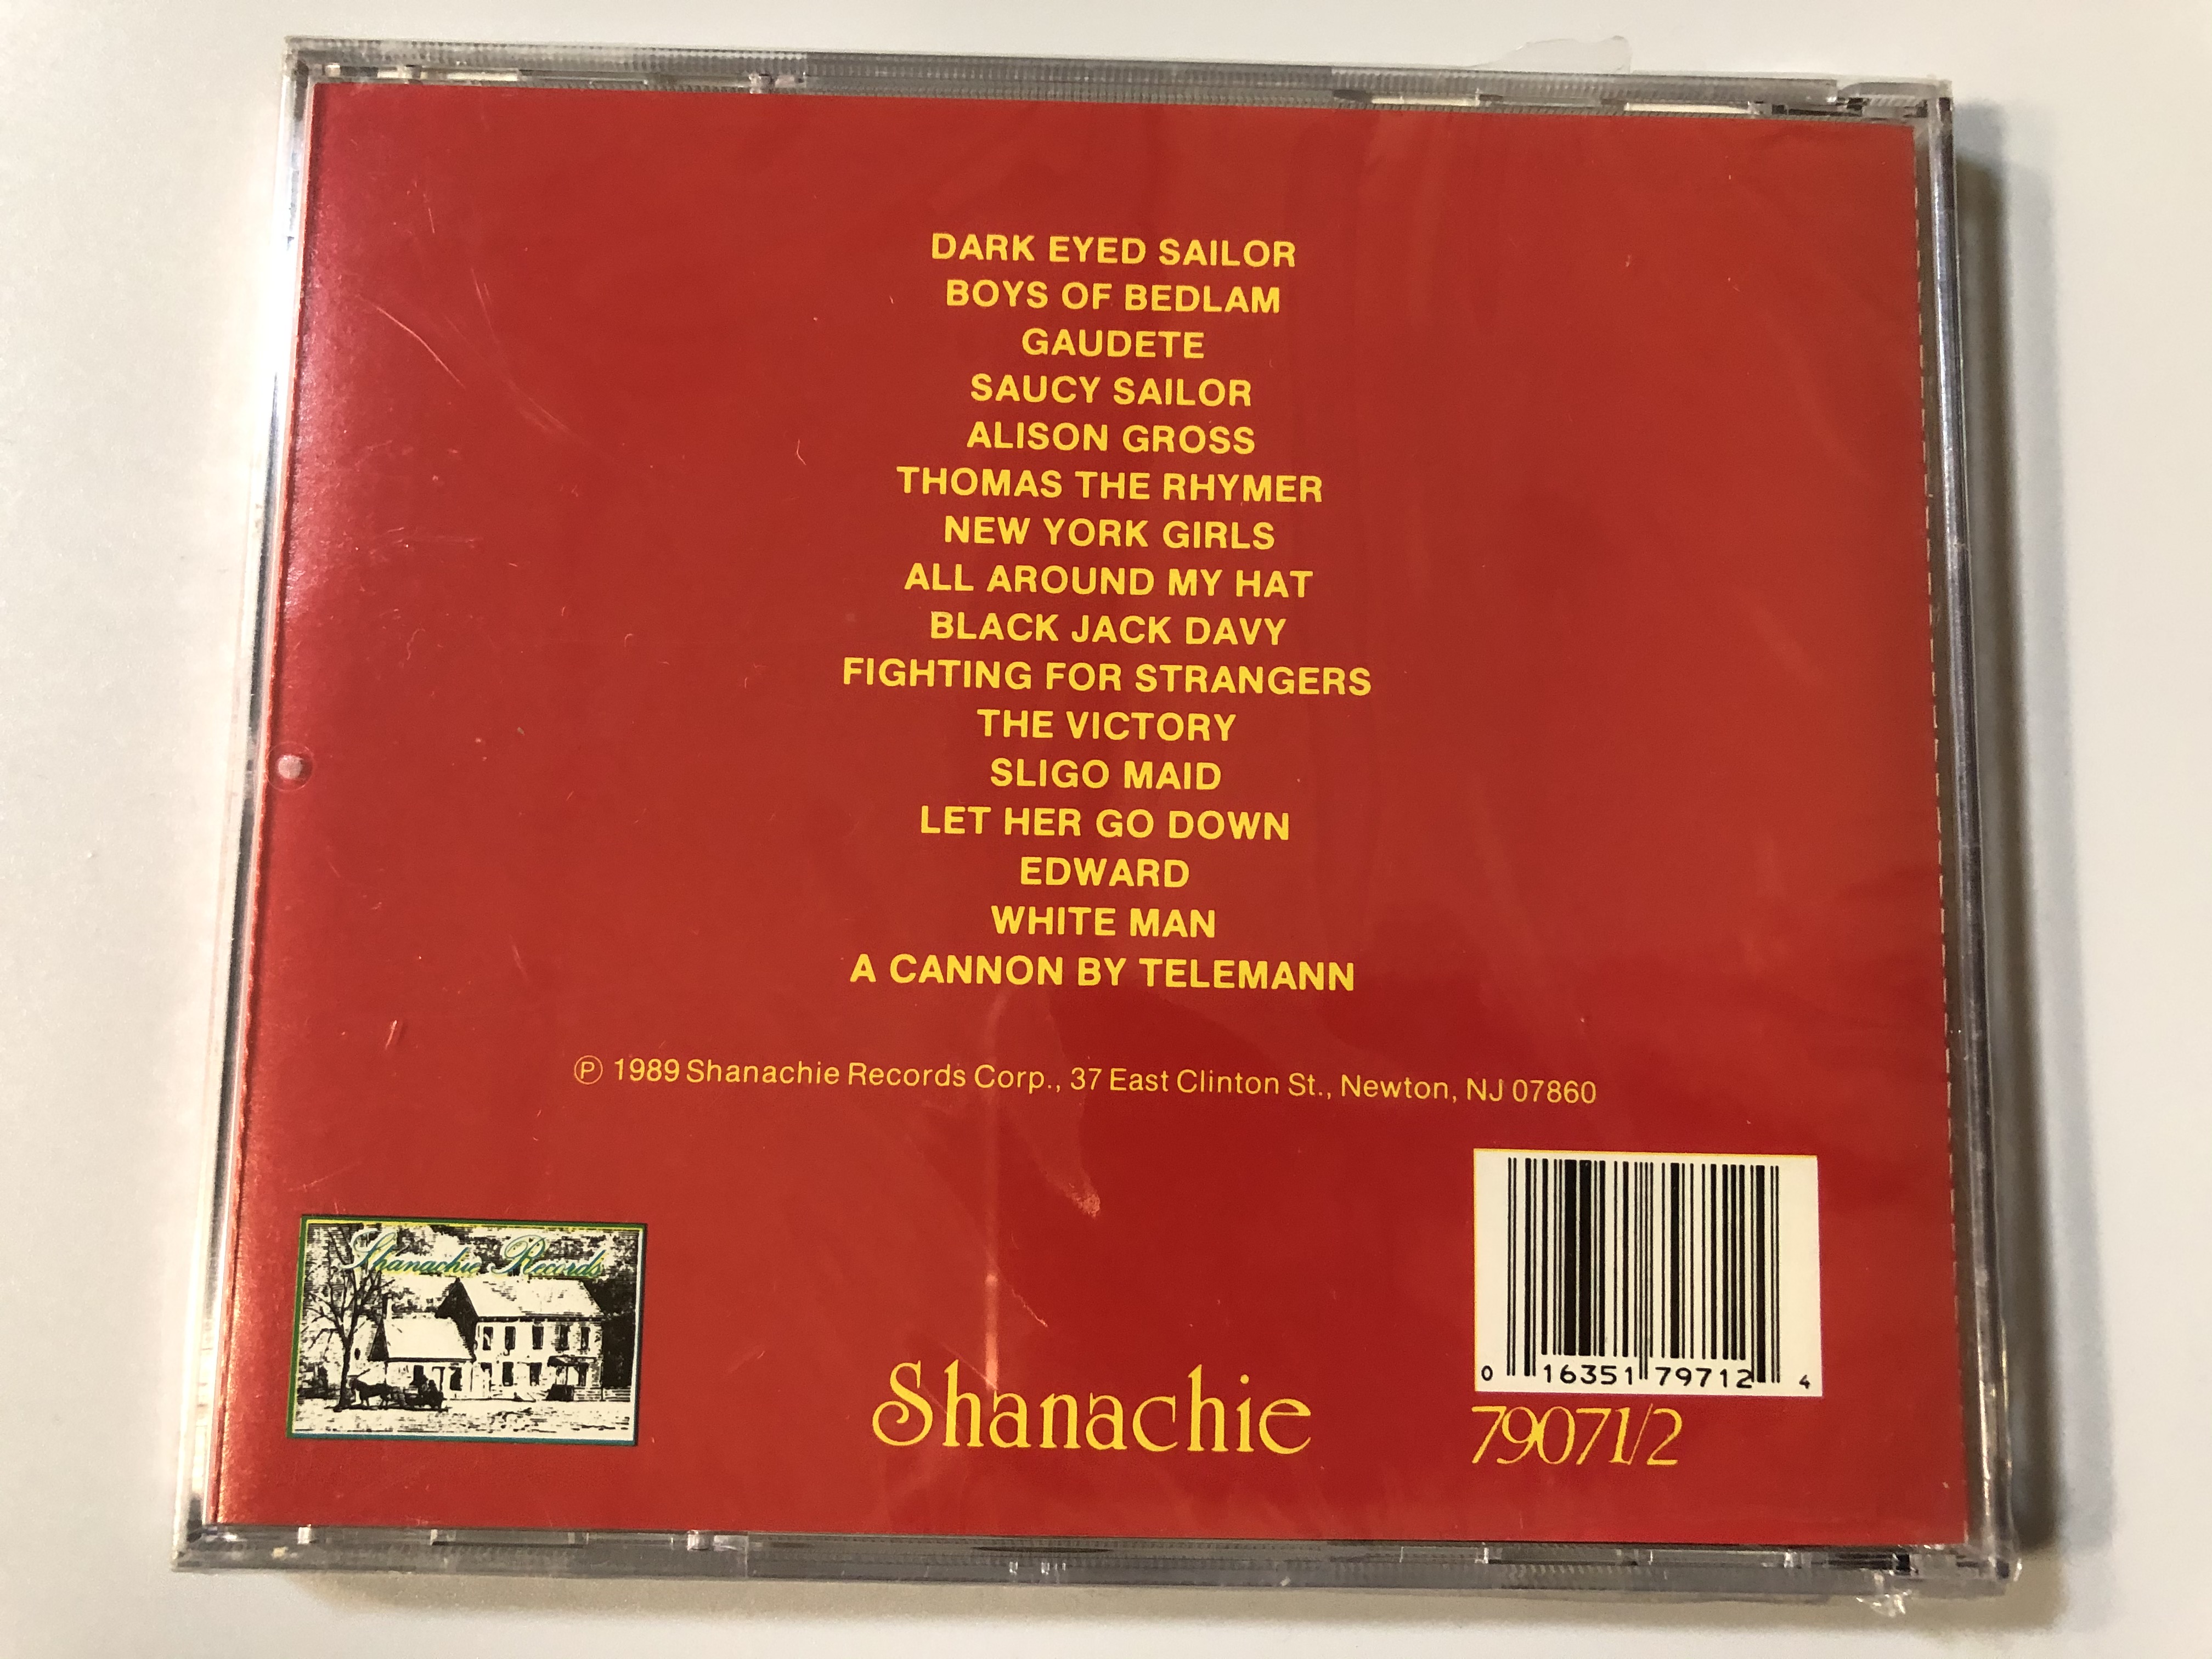 DARK EYED SAILOR
BOYS OF BEDLAM
GAUDETE
SAUCY SAILOR
ALISON GROSS
THOMAS THE RHYMER
NEW YORK GIRLS
ALL AROUND MY HAT
BLACK JACK DAVY
FIGHTING FOR STRANGERS
THE VICTORY
SLIGO MAID
LET HER GO DOWN
EDWARD
WHITE MAN
A CANNON BY TELEMANN
℗ 1989 Shanachie Records Corp., 37 East Clinton St., Newton, NJ 07860
Shanachie Records
Shanachie
0 16351 79712 4
79071/2